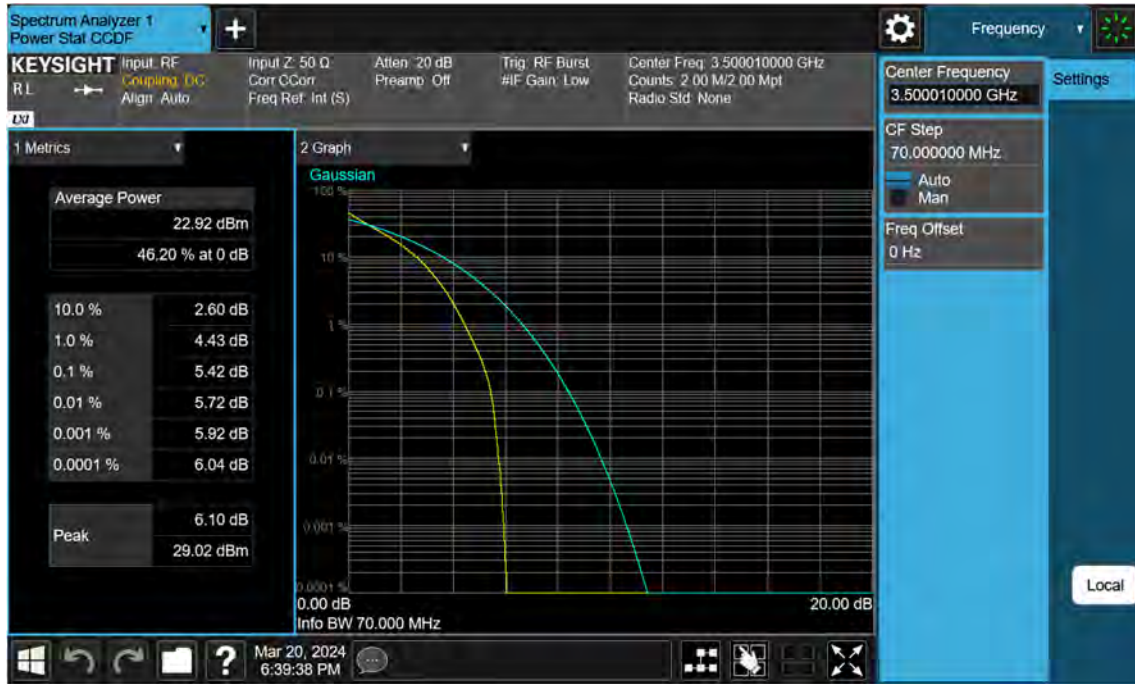 Spectrum Analyzer 1
Power Stat CCDF
Frequency
KEYSIGHT
R L
LXI
Input: RF
Coupling: DC
Align: Auto
Input Z: 50 Ω
Corr CCorr
Freq Ref: Int (S)
Atten: 20 dB
Preamp: Off
Trig: RF Burst
#IF Gain: Low
Center Freq: 3.500010000 GHz
Counts: 2.00 M/2.00 Mpt
Radio Std: None
Center Frequency
3.500010000 GHz
Settings
CF Step
70.000000 MHz
Auto
Man
Freq Offset
0 Hz
1 Metrics
Average Power
22.92 dBm
46.20 % at 0 dB
10.0 % 2.60 dB
1.0 % 4.43 dB
0.1 % 5.42 dB
0.01 % 5.72 dB
0.001 % 5.92 dB
0.0001 % 6.04 dB
Peak
6.10 dB
29.02 dBm
2 Graph
Gaussian
100 %
10 %
1 %
0.1 %
0.01 %
0.001 %
0.0001 %
0.00 dB 20.00 dB
Info BW 70.000 MHz
Local
?
Mar 20, 2024
6:39:38 PM